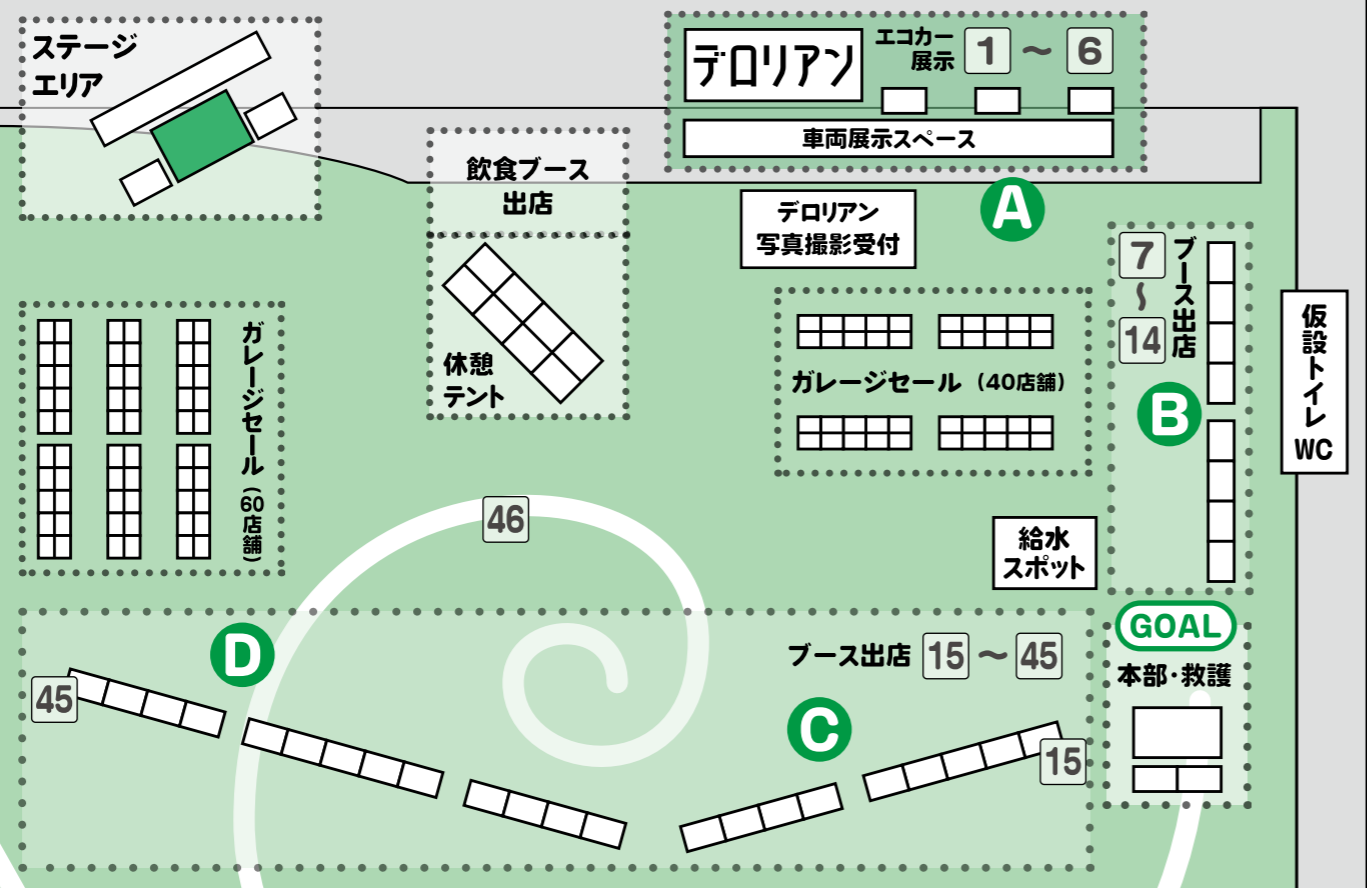 ステージ
エリア
デロリアン
エコカー
展示
1 ～ 6
車両展示スペース
飲食ブース
出店
デロリアン
写真撮影受付
A
7
～
14
ブース出店
B
仮設トイレ
WC
休憩
テント
ガレージセール（60店舗）
ガレージセール（40店舗）
46
給水
スポット
GOAL
本部・救護
D
ブース出店 15 ～ 45
45
C
15